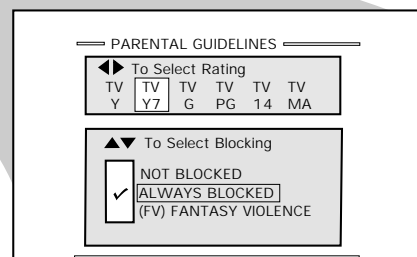 PARENTAL GUIDELINES
◀▶ To Select Rating
TV TV TV TV TV TV
Y Y7 G PG 14 MA
▲▼ To Select Blocking
NOT BLOCKED
✓ ALWAYS BLOCKED
(FV) FANTASY VIOLENCE